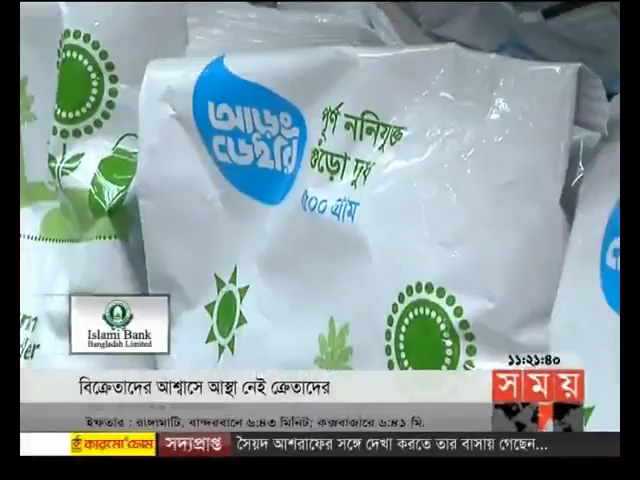 আড়ং
ডেইরি
পূর্ণ ননিযুক্ত
গুঁড়ো দুধ
৫০০ গ্রাম
Islami Bank
Bangladesh Limited
১১:২১:৪০
সময়
বিক্রেতাদের আশ্বাসে আস্থা নেই ক্রেতাদের
ইফতার : রাঙ্গামাটি, বান্দরবানে ৬:৪৩ মিনিট; কক্সবাজারে ৬:৪১ মি.
সদ্যপ্রাপ্ত সৈয়দ আশরাফের সঙ্গে দেখা করতে তার বাসায় গেছেন...